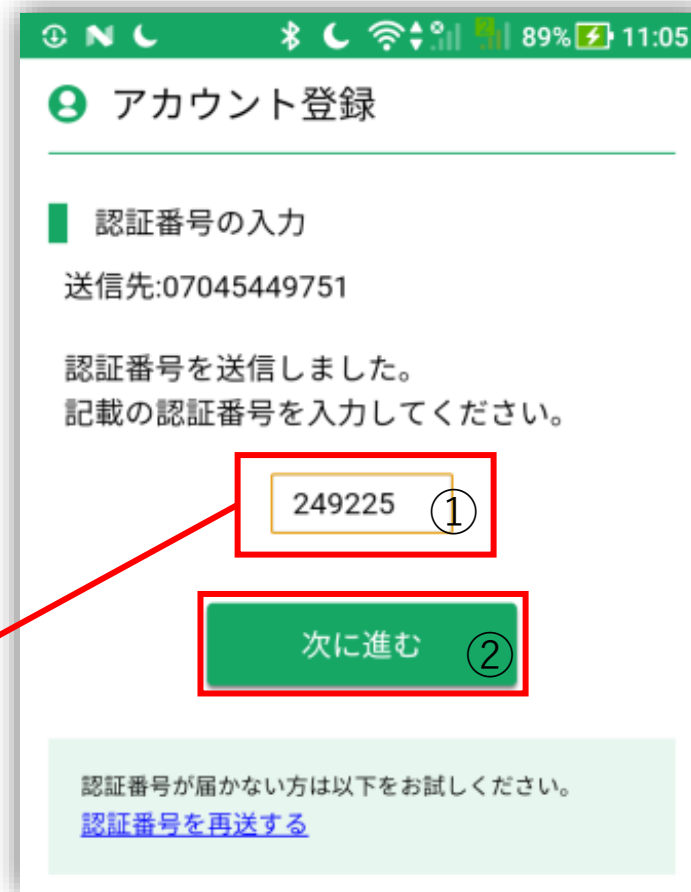 89% 11:05
アカウント登録
認証番号の入力
送信先:07045449751
認証番号を送信しました。
記載の認証番号を入力してください。
249225 ①
次に進む ②
認証番号が届かない方は以下をお試しください。
認証番号を再送する